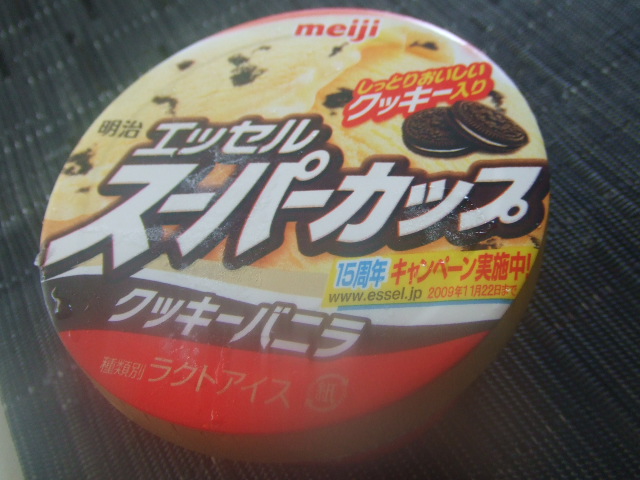 meiji
しっとりおいしい
クッキー入り
明治 エッセル
スーパーカップ
15周年 キャンペーン実施中!
www.essel.jp 2009年11月22日まで
クッキーバニラ
種類別 ラクトアイス